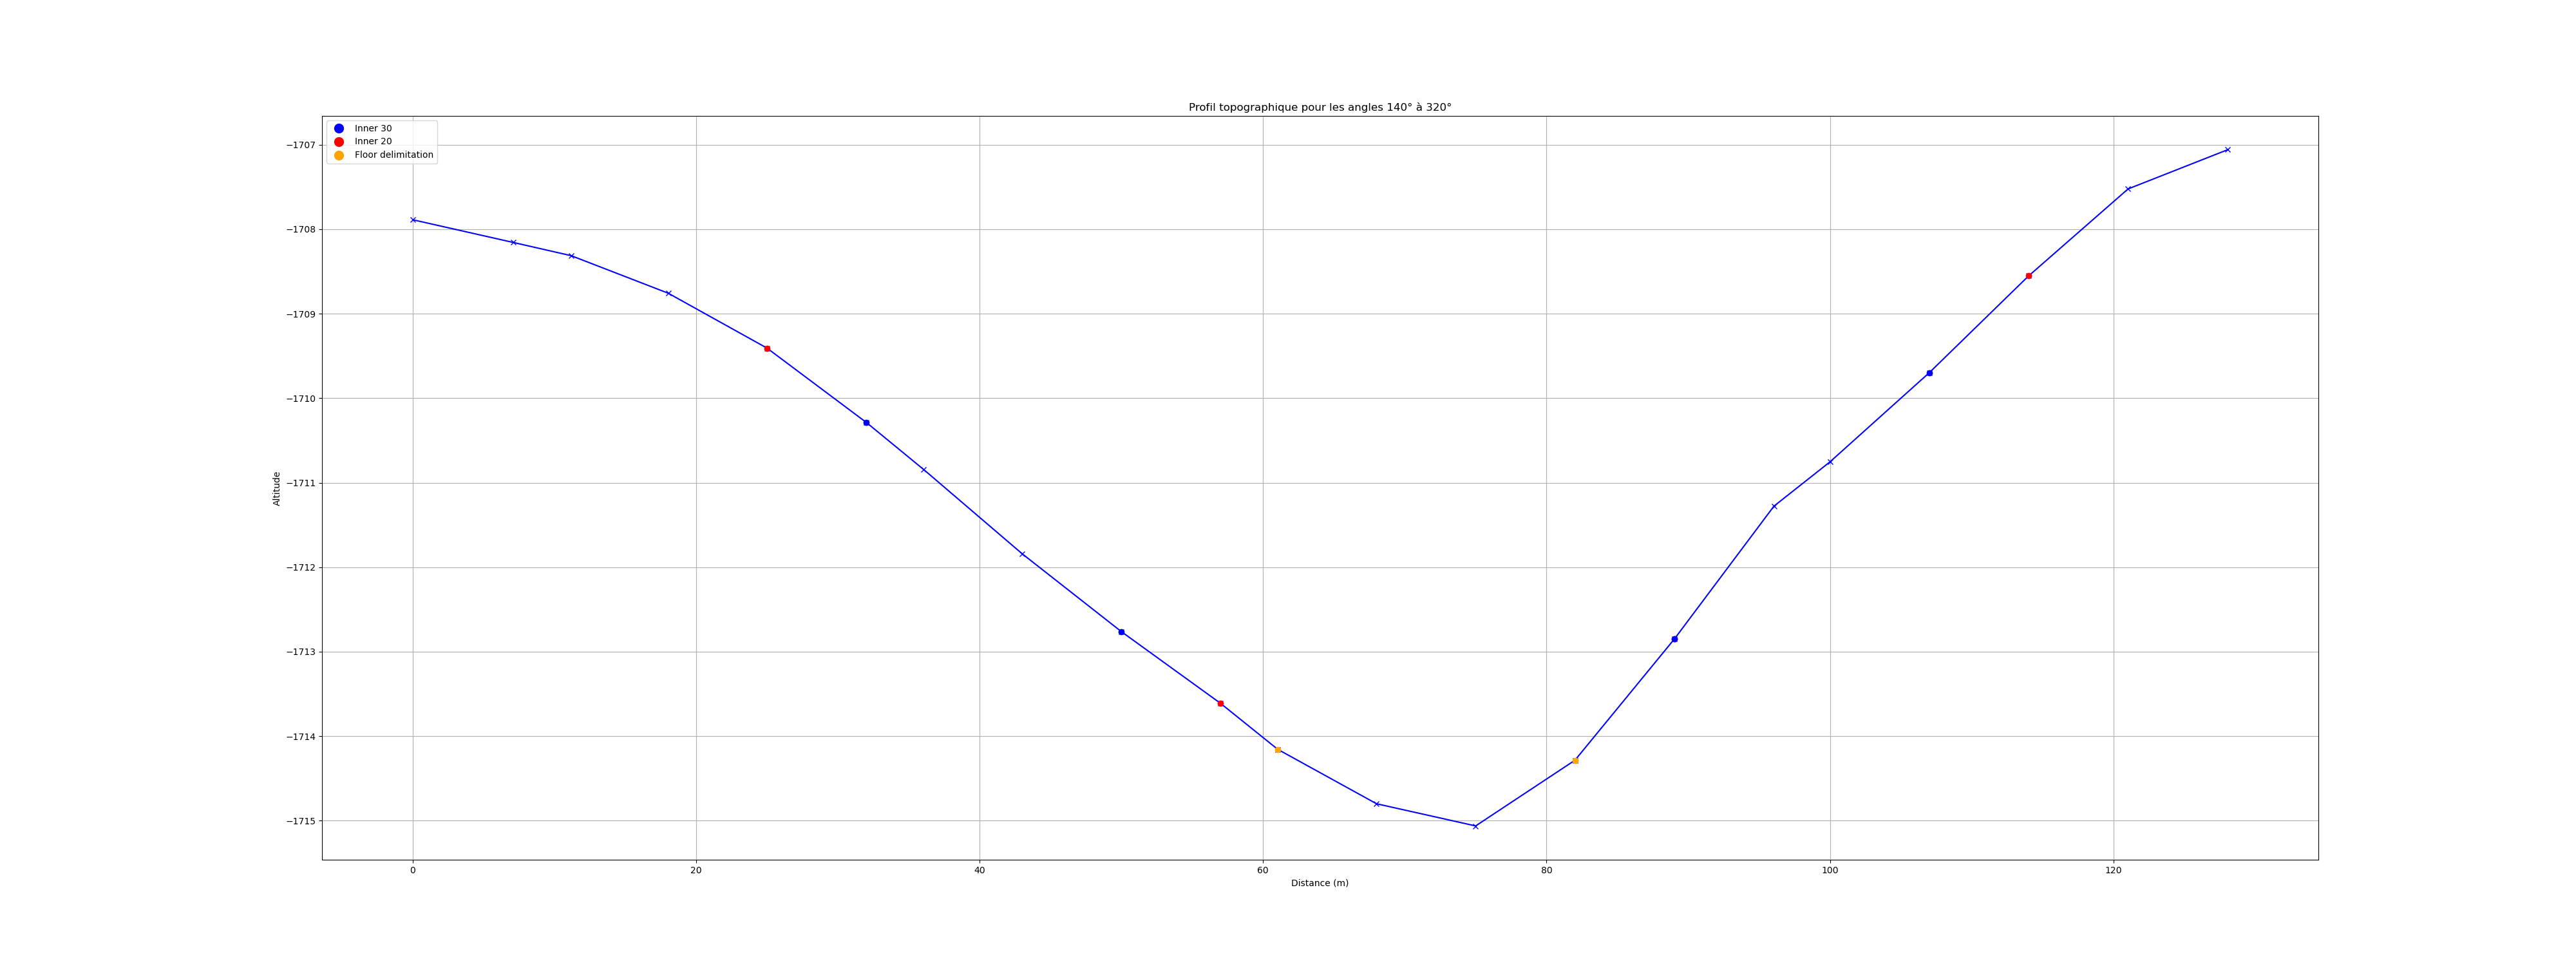 Profil topographique pour les angles 140° à 320°
Inner 30
Inner 20
Floor delimitation
−1707
−1708
−1709
−1710
−1711
−1712
−1713
−1714
−1715
Altitude
0 20 40 60 80 100 120
Distance (m)